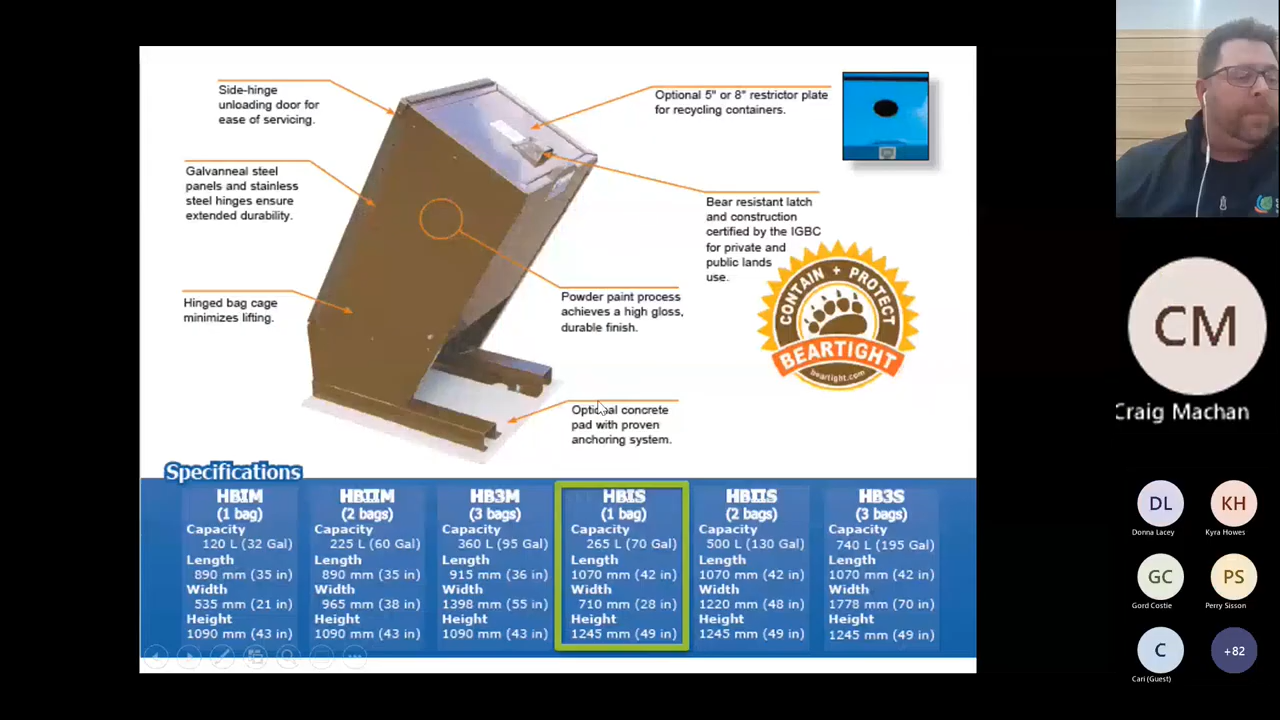 Side-hinge
unloading door for
ease of servicing.
Optional 5" or 8" restrictor plate
for recycling containers.
Galvanneal steel
panels and stainless
steel hinges ensure
extended durability.
Bear resistant latch
and construction
certified by the IGBC
for private and
public lands
use.
Hinged bag cage
minimizes lifting.
Powder paint process
achieves a high gloss,
durable finish.
CONTAIN + PROTECT
BEARTIGHT
beartight.com
Optional concrete
pad with proven
anchoring system.
Specifications
HBIM
(1 bag)
Capacity
120 L (32 Gal)
Length
890 mm (35 in)
Width
535 mm (21 in)
Height
1090 mm (43 in)
HBIIM
(2 bags)
Capacity
225 L (60 Gal)
Length
890 mm (35 in)
Width
965 mm (38 in)
Height
1090 mm (43 in)
HB3M
(3 bags)
Capacity
360 L (95 Gal)
Length
915 mm (36 in)
Width
1398 mm (55 in)
Height
1090 mm (43 in)
HBIS
(1 bag)
Capacity
265 L (70 Gal)
Length
1070 mm (42 in)
Width
710 mm (28 in)
Height
1245 mm (49 in)
HBIIS
(2 bags)
Capacity
500 L (130 Gal)
Length
1070 mm (42 in)
Width
1220 mm (48 in)
Height
1245 mm (49 in)
HB3S
(3 bags)
Capacity
740 L (195 Gal)
Length
1070 mm (42 in)
Width
1778 mm (70 in)
Height
1245 mm (49 in)
CM
Craig Machan
DL
Donna Lacey
KH
Kyra Howes
GC
Gord Costie
PS
Perry Sisson
C
Cari (Guest)
+82